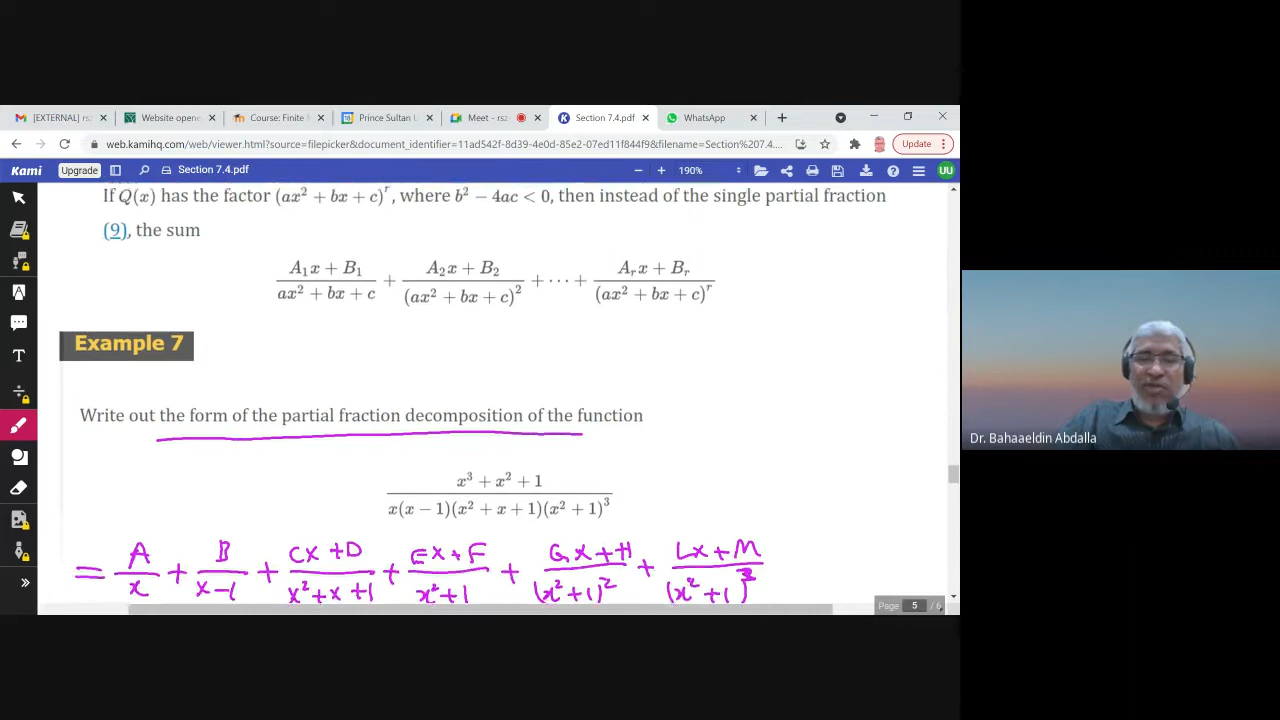 [EXTERNAL] rsz
Website opene
Course: Finite M
Prince Sultan U
Meet - rsz
Section 7.4.pdf
WhatsApp
web.kamihq.com/web/viewer.html?source=filepicker&document_identifier=11ad542f-8d39-4e0d-85e2-07ed11f844f9&filename=Section%207.4...
Update
Kami Upgrade Section 7.4.pdf 190% UU
If Q(x) has the factor (ax² + bx + c)^r, where b² − 4ac < 0, then instead of the single partial fraction
(9), the sum
(A₁x + B₁)/(ax² + bx + c) + (A₂x + B₂)/(ax² + bx + c)² + ⋯ + (Aᵣx + Bᵣ)/(ax² + bx + c)^r
Example 7
Write out the form of the partial fraction decomposition of the function
(x³ + x² + 1)/(x(x − 1)(x² + x + 1)(x² + 1)³)
= A/x + B/(x−1) + (Cx+D)/(x²+x+1) + (Ex+F)/(x²+1) + (Gx+H)/(x²+1)² + (Lx+M)/(x²+1)³
Page 5 / 6
Dr. Bahaaeldin Abdalla